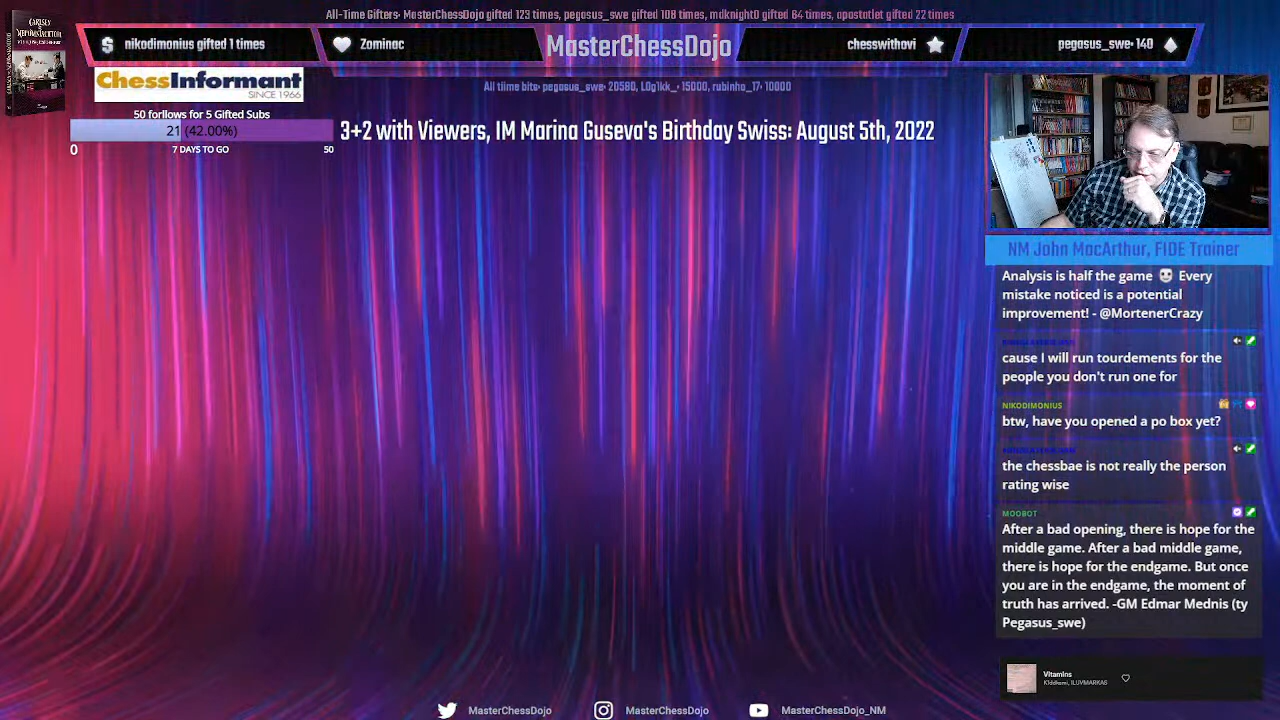 All-Time Gifters: MasterChessDojo gifted 123 times, pegasus_swe gifted 108 times, mdknight0 gifted 64 times, apostatlet gifted 22 times
nikodimonius gifted 1 times
Zominac
MasterChessDojo
chesswithavi
pegasus_swe: 140
ChessInformant
SINCE 1966
All tiime bits: pegasus_swe: 20580, L0g1kk_: 15000, rubinho_17: 10000
50 forllows for 5 Gifted Subs
21 (42.00%)
0
7 DAYS TO GO
50
3+2 with Viewers, IM Marina Guseva's Birthday Swiss: August 5th, 2022
NM John MacArthur, FIDE Trainer
Analysis is half the game Every
mistake noticed is a potential
improvement! - @MortenerCrazy
cause I will run tourdements for the
people you don't run one for
NIKODIMONIUS
btw, have you opened a po box yet?
the chessbae is not really the person
rating wise
MOOBOT
After a bad opening, there is hope for the
middle game. After a bad middle game,
there is hope for the endgame. But once
you are in the endgame, the moment of
truth has arrived. -GM Edmar Mednis (ty
Pegasus_swe)
Vitamins
MasterChessDojo
MasterChessDojo
MasterChessDojo_NM